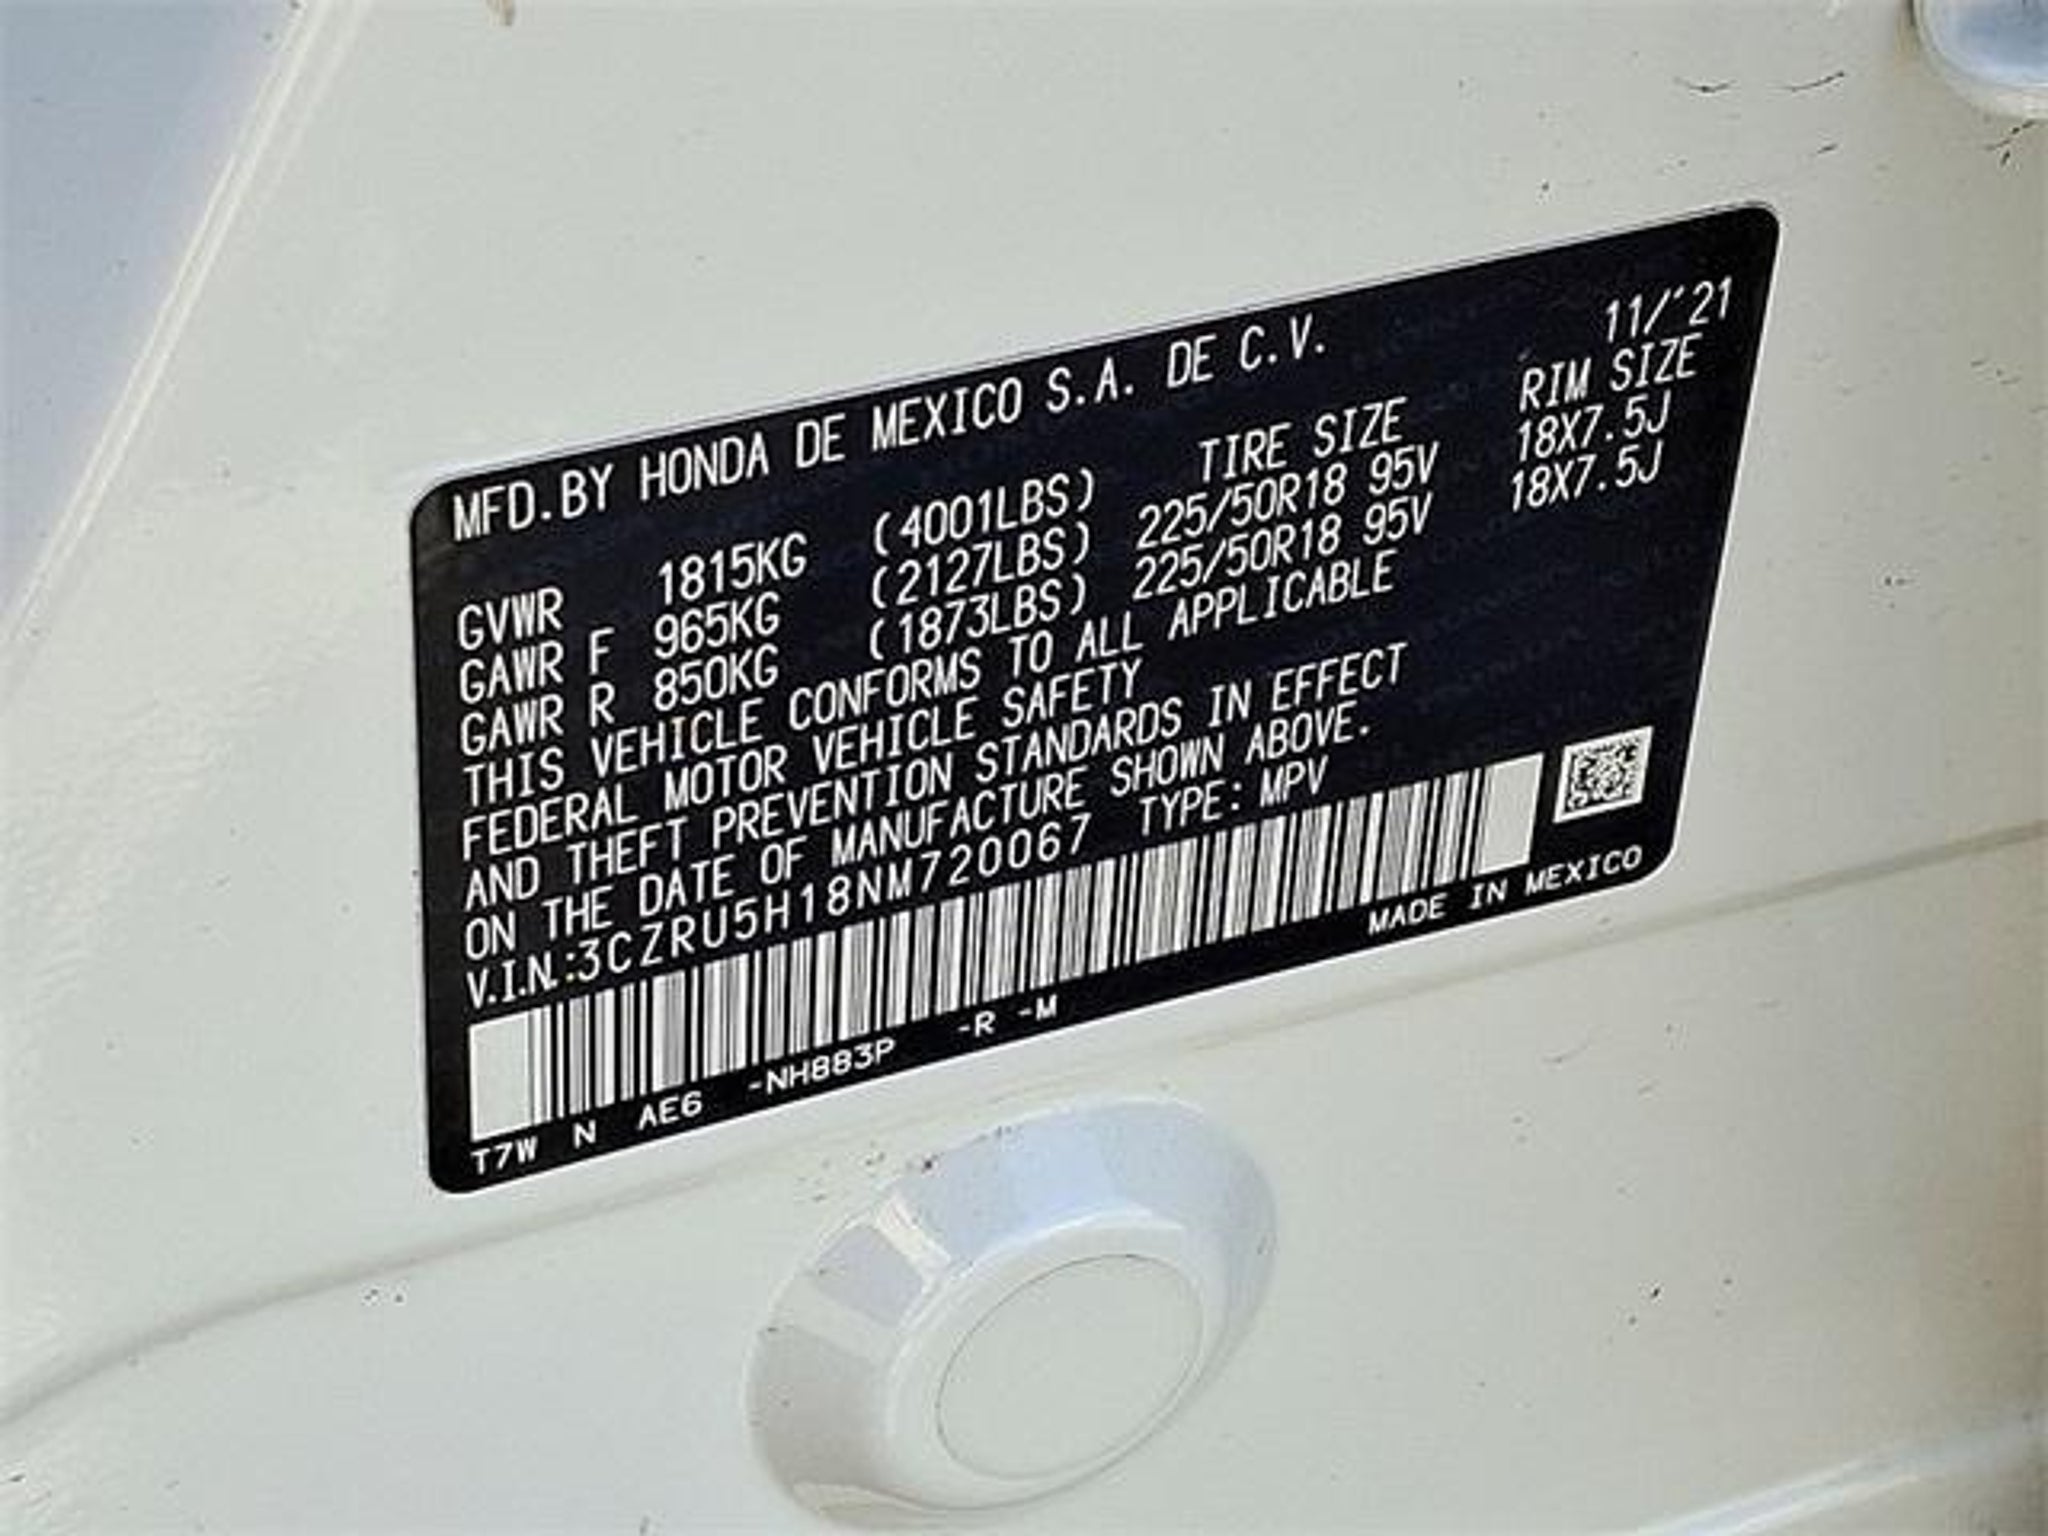 MFD.BY HONDA DE MEXICO S.A. DE C.V. 11/'21
TIRE SIZE RIM SIZE
GVWR 1815KG (4001LBS) 225/50R18 95V 18X7.5J
GAWR F 965KG (2127LBS) 225/50R18 95V 18X7.5J
GAWR R 850KG (1873LBS)
THIS VEHICLE CONFORMS TO ALL APPLICABLE
FEDERAL MOTOR VEHICLE SAFETY
AND THEFT PREVENTION STANDARDS IN EFFECT
ON THE DATE OF MANUFACTURE SHOWN ABOVE.
V.I.N.:3CZRU5H18NM720067 TYPE: MPV
MADE IN MEXICO
T7W N AE6 -NH883P -R -M